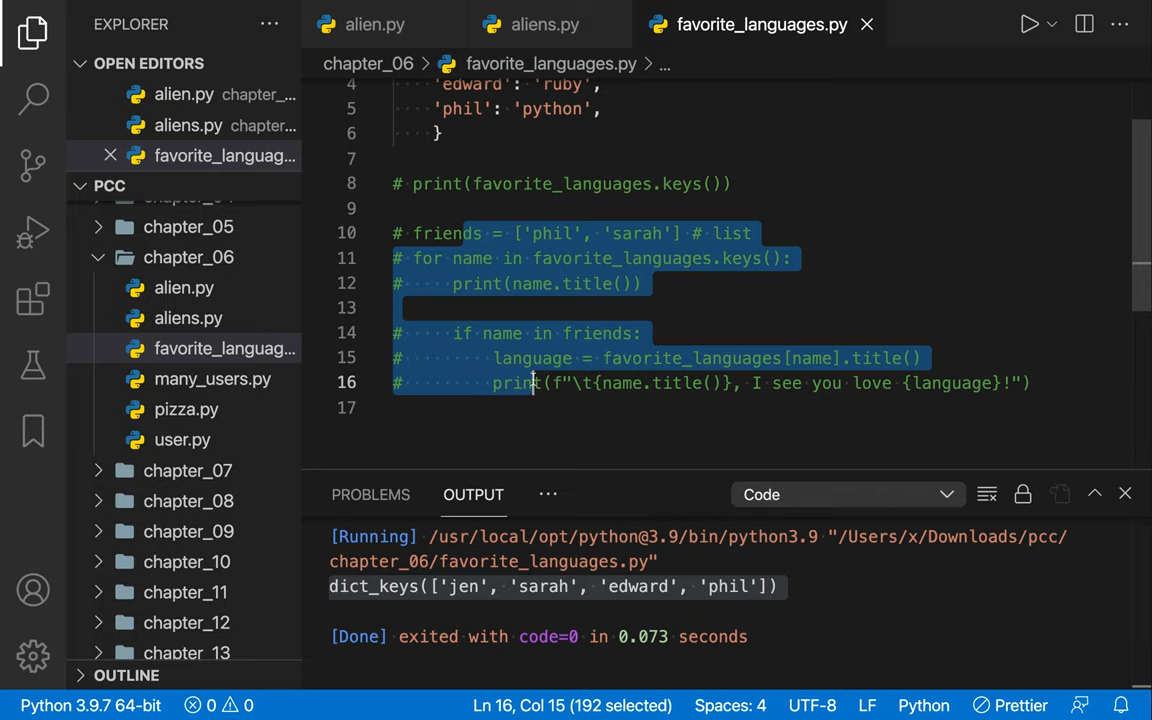 EXPLORER
OPEN EDITORS
alien.py chapter_...
aliens.py chapter...
favorite_languag...
PCC
chapter_05
chapter_06
alien.py
aliens.py
favorite_languag...
many_users.py
pizza.py
user.py
chapter_07
chapter_08
chapter_09
chapter_10
chapter_11
chapter_12
chapter_13
OUTLINE
alien.py aliens.py favorite_languages.py
chapter_06 > favorite_languages.py > ...
4 'edward': 'ruby',
5 'phil': 'python',
6 }
7
8 # print(favorite_languages.keys())
9
10 # friends = ['phil', 'sarah'] # list
11 # for name in favorite_languages.keys():
12 #     print(name.title())
13
14 #     if name in friends:
15 #         language = favorite_languages[name].title()
16 #         print(f"\t{name.title()}, I see you love {language}!")
17
PROBLEMS OUTPUT ... Code
[Running] /usr/local/opt/python@3.9/bin/python3.9 "/Users/x/Downloads/pcc/
chapter_06/favorite_languages.py"
dict_keys(['jen', 'sarah', 'edward', 'phil'])
[Done] exited with code=0 in 0.073 seconds
Python 3.9.7 64-bit 0 0 Ln 16, Col 15 (192 selected) Spaces: 4 UTF-8 LF Python Prettier